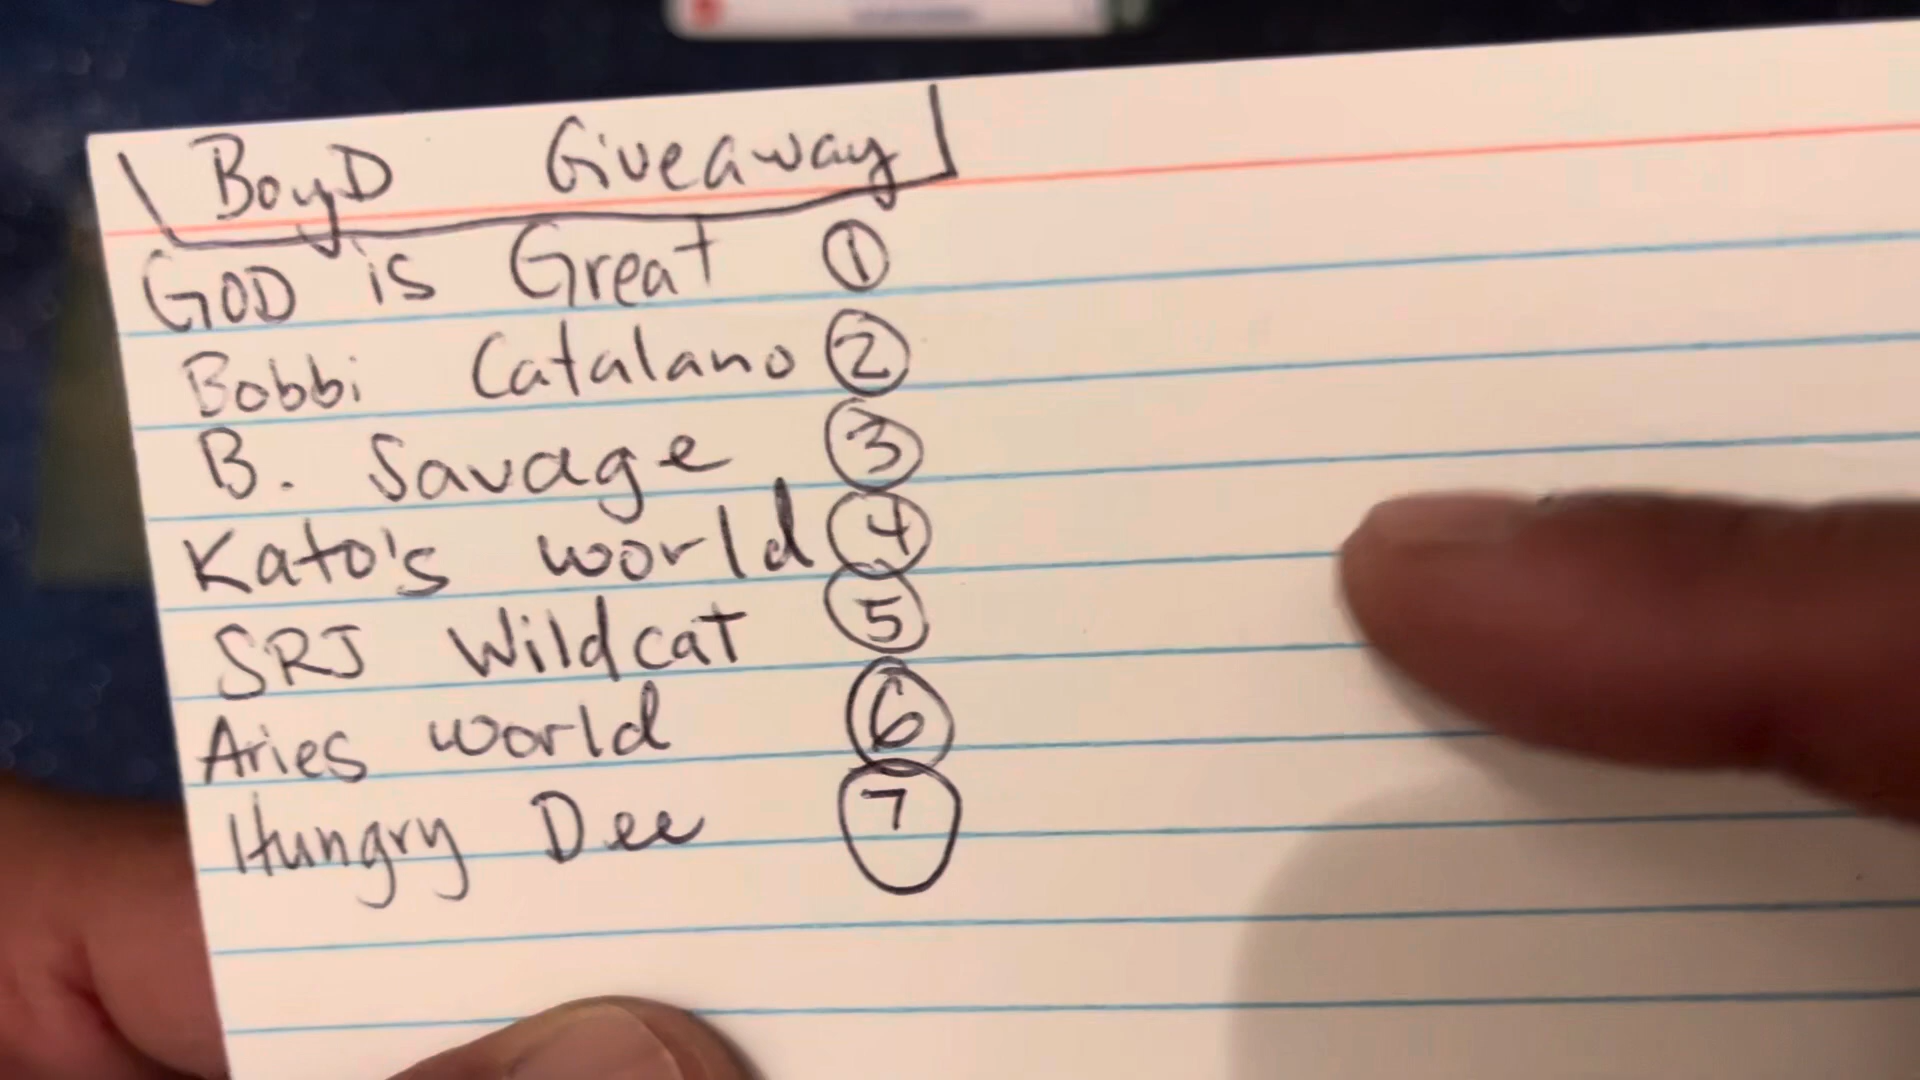 BoyD Giveaway
GOD is Great 1
Bobbi Catalano 2
B. Savage 3
Kato's world 4
SRJ Wildcat 5
Aries world 6
Hungry Dee 7